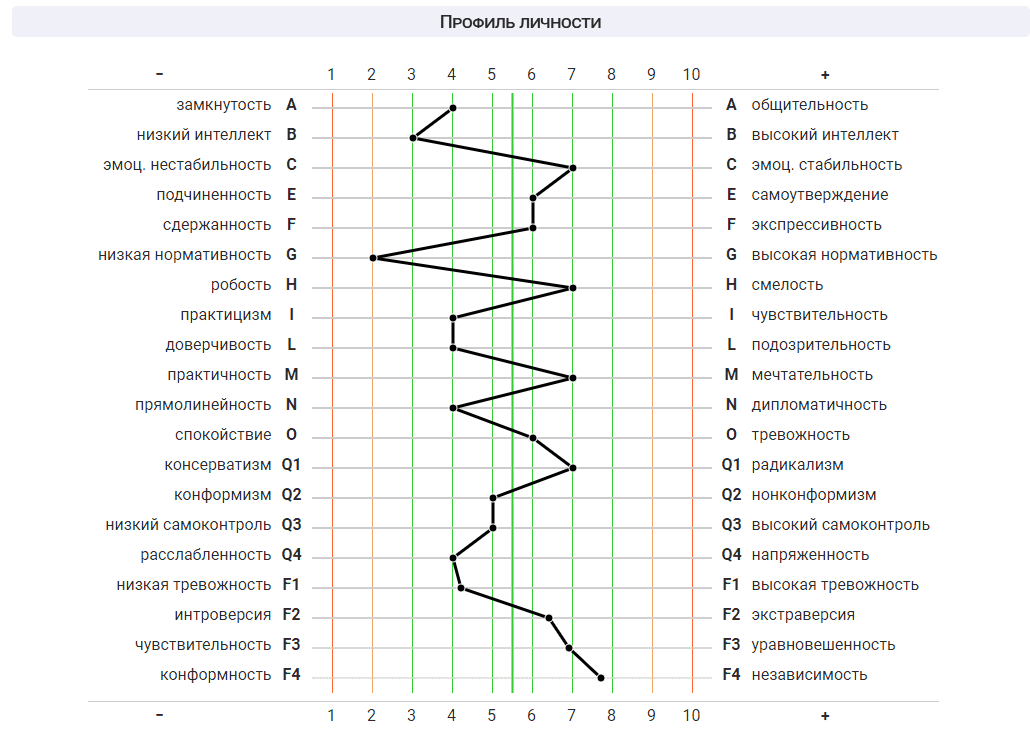 Профиль личности
– 1 2 3 4 5 6 7 8 9 10 +
замкнутость A A общительность
низкий интеллект B B высокий интеллект
эмоц. нестабильность C C эмоц. стабильность
подчиненность E E самоутверждение
сдержанность F F экспрессивность
низкая нормативность G G высокая нормативность
робость H H смелость
практицизм I I чувствительность
доверчивость L L подозрительность
практичность M M мечтательность
прямолинейность N N дипломатичность
спокойствие O O тревожность
консерватизм Q1 Q1 радикализм
конформизм Q2 Q2 нонконформизм
низкий самоконтроль Q3 Q3 высокий самоконтроль
расслабленность Q4 Q4 напряженность
низкая тревожность F1 F1 высокая тревожность
интроверсия F2 F2 экстраверсия
чувствительность F3 F3 уравновешенность
конформность F4 F4 независимость
– 1 2 3 4 5 6 7 8 9 10 +